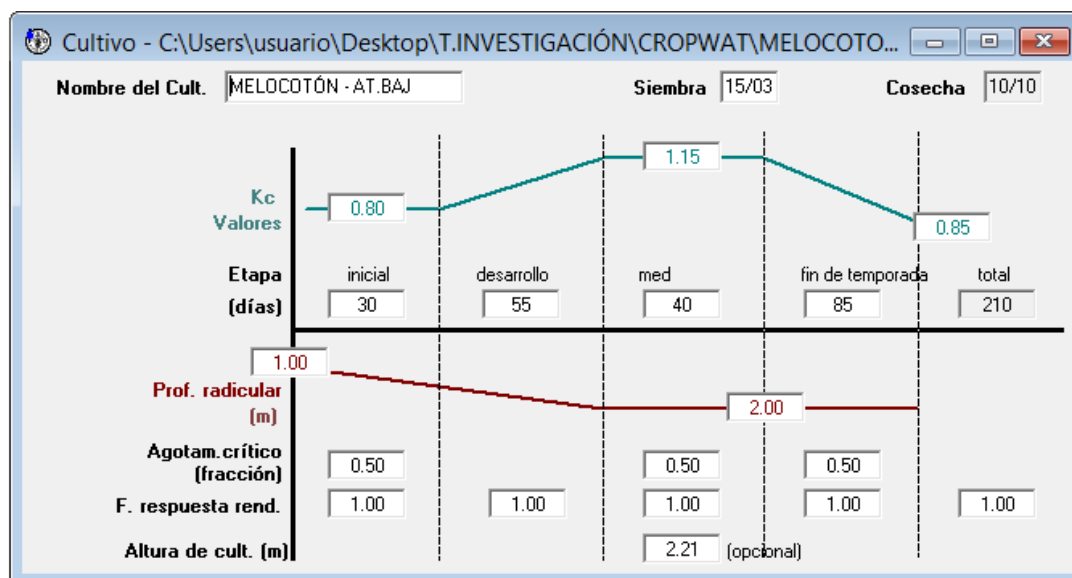 Cultivo - C:\Users\usuario\Desktop\T.INVESTIGACIÓN\CROPWAT\MELOCOTO...
Nombre del Cult. MELOCOTÓN - AT.BAJ Siembra 15/03 Cosecha 10/10
1.15
Kc 0.80
Valores 0.85
Etapa inicial desarrollo med fin de temporada total
(días) 30 55 40 85 210
1.00
Prof. radicular 2.00
(m)
Agotam.crítico
(fracción) 0.50 0.50 0.50
F. respuesta rend. 1.00 1.00 1.00 1.00 1.00
Altura de cult. (m) 2.21 (opcional)